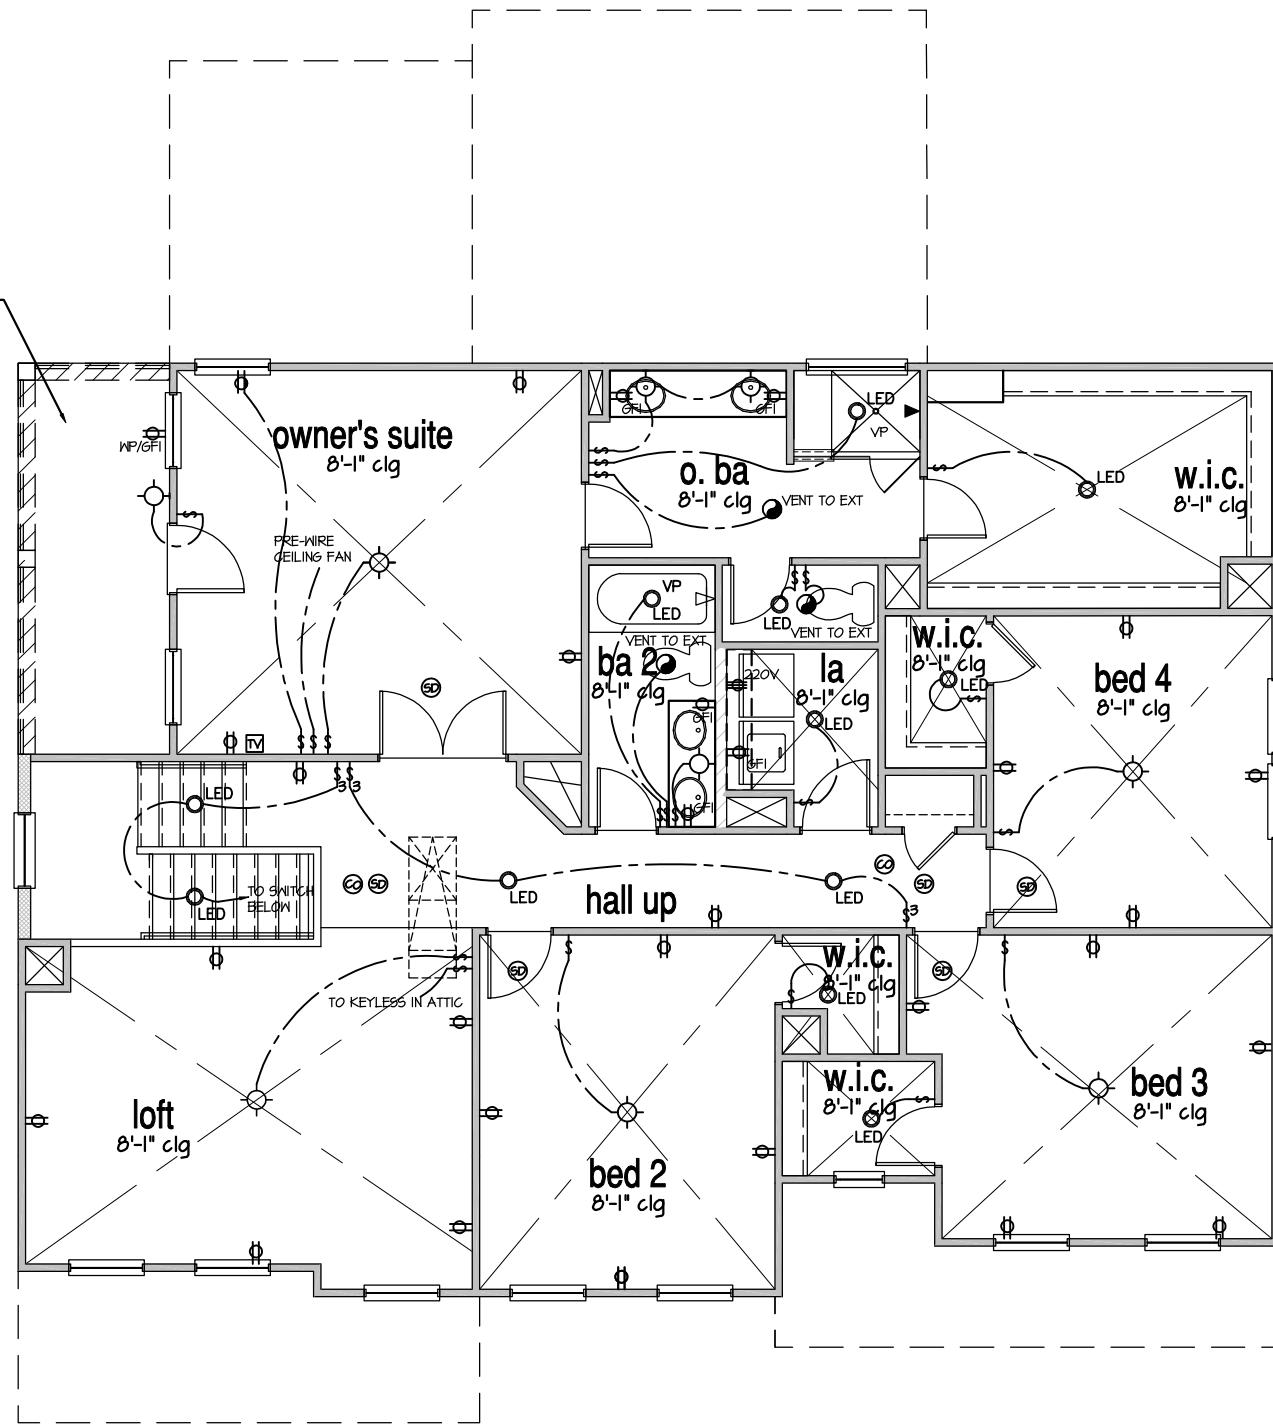 owner's suite
8'-1" clg
WP/GFI
PRE-WIRE
CEILING FAN
TV
SD
GFI
GFI
o. ba
8'-1" clg
VENT TO EXT
LED
VP
LED
w.i.c.
8'-1" clg
VP
LED
VENT TO EXT
ba 2
8'-1" clg
GFI
GFI
LED
VENT TO EXT
220V
la
8'-1" clg
LED
GFI
w.i.c.
8'-1" clg
LED
bed 4
8'-1" clg
SD
LED
LED
TO SWITCH
BELOW
3
3
CO
SD
LED
hall up
LED
CO
SD
3
TO KEYLESS IN ATTIC
loft
8'-1" clg
SD
bed 2
8'-1" clg
w.i.c.
8'-1" clg
LED
w.i.c.
8'-1" clg
LED
SD
bed 3
8'-1" clg